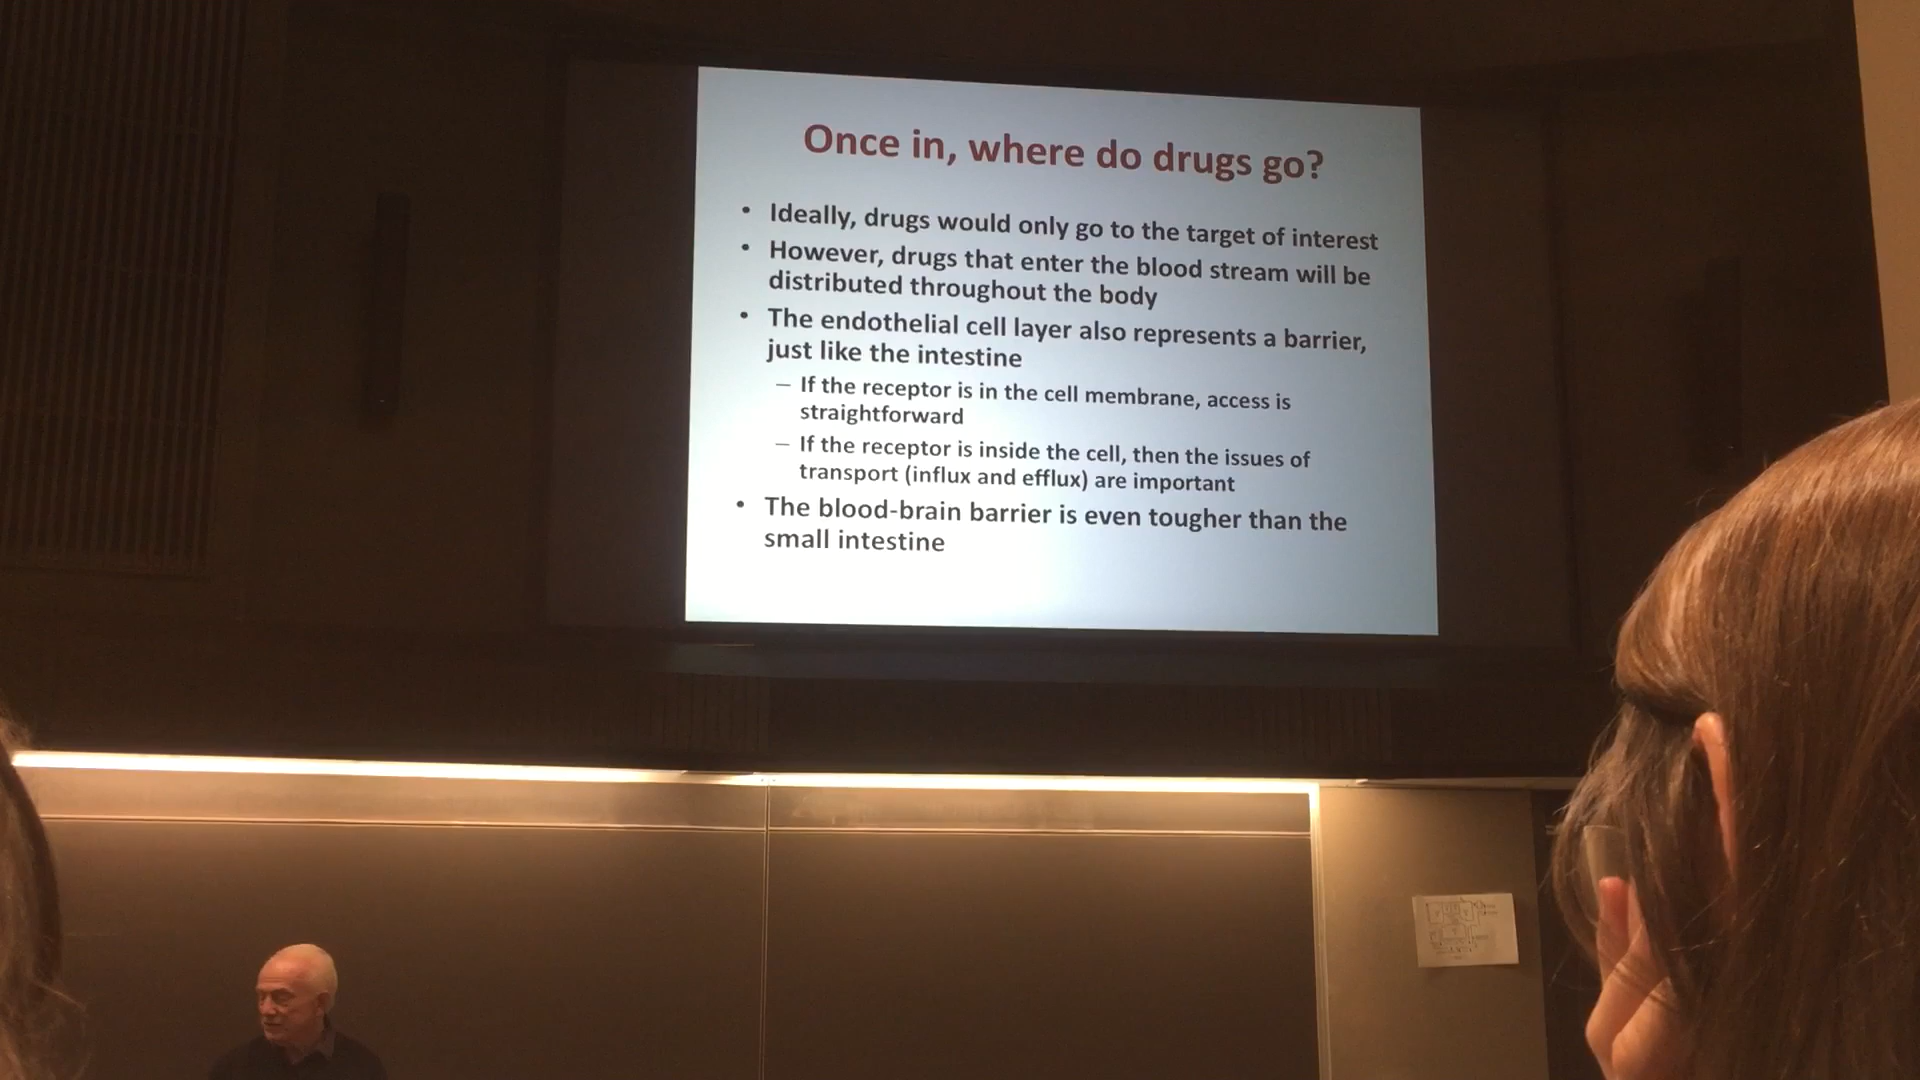 Once in, where do drugs go?
• Ideally, drugs would only go to the target of interest
• However, drugs that enter the blood stream will be
distributed throughout the body
• The endothelial cell layer also represents a barrier,
just like the intestine
– If the receptor is in the cell membrane, access is
straightforward
– If the receptor is inside the cell, then the issues of
transport (influx and efflux) are important
• The blood-brain barrier is even tougher than the
small intestine